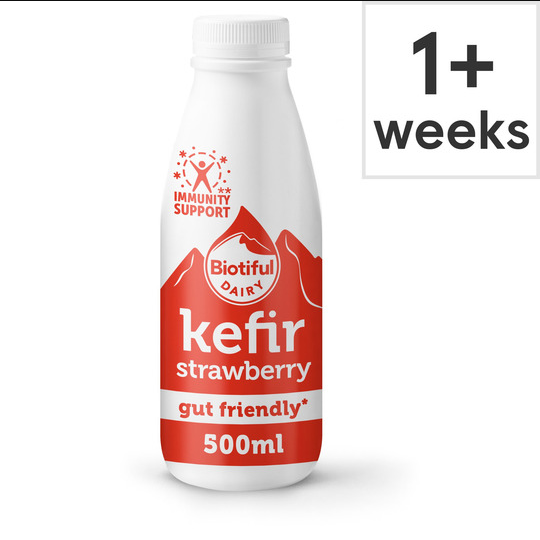 1+
weeks
IMMUNITY**
SUPPORT
Biotiful
DAIRY
kefir
strawberry
gut friendly*
500ml